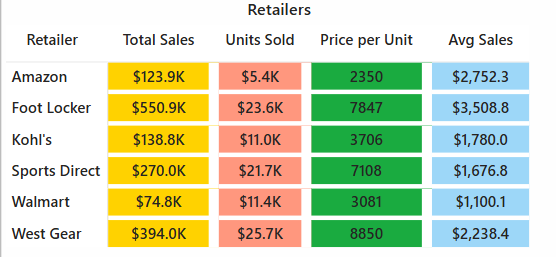 Retailers
Retailer Total Sales Units Sold Price per Unit Avg Sales
Amazon $123.9K $5.4K 2350 $2,752.3
Foot Locker $550.9K $23.6K 7847 $3,508.8
Kohl's $138.8K $11.0K 3706 $1,780.0
Sports Direct $270.0K $21.7K 7108 $1,676.8
Walmart $74.8K $11.4K 3081 $1,100.1
West Gear $394.0K $25.7K 8850 $2,238.4